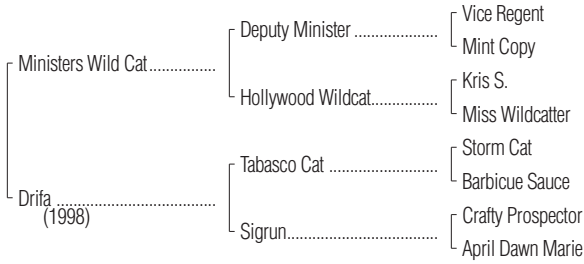 Vice Regent
Deputy Minister ....................
Mint Copy
Ministers Wild Cat................
Kris S.
Hollywood Wildcat................
Miss Wildcatter
Storm Cat
Tabasco Cat ..........................
Barbicue Sauce
Drifa ......................................
(1998)
Crafty Prospector
Sigrun....................................
April Dawn Marie